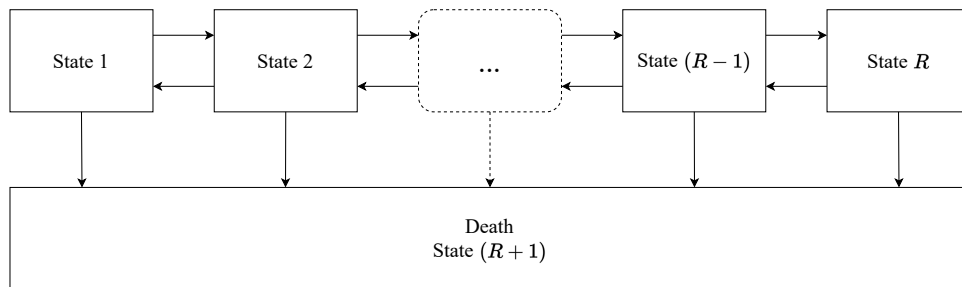 State 1
State 2
...
State (R − 1)
State R
Death
State (R + 1)